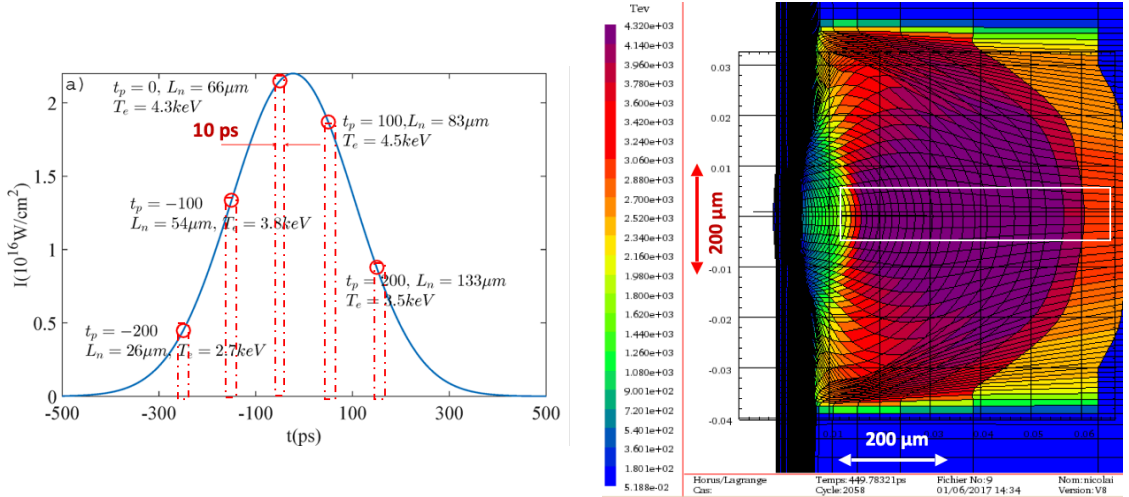 a)
t_p = 0, L_n = 66μm
T_e = 4.3keV
10 ps
t_p = 100,L_n = 83μm
T_e = 4.5keV
t_p = −100
L_n = 54μm, T_e = 3.8keV
t_p = 200, L_n = 133μm
T_e = 3.5keV
t_p = −200
L_n = 26μm, T_e = 2.7keV
I(10^16W/cm^2)
2
1.5
1
0.5
0
-500
-300
-100
100
300
500
t(ps)
Tev
4.320e+03
4.140e+03
3.960e+03
3.780e+03
3.600e+03
3.420e+03
3.240e+03
3.060e+03
2.880e+03
2.700e+03
2.520e+03
2.340e+03
2.160e+03
1.980e+03
1.800e+03
1.620e+03
1.440e+03
1.260e+03
1.080e+03
9.001e+02
7.201e+02
5.401e+02
3.601e+02
1.801e+02
5.188e-02
0.03
0.02
0.01
-0.01
-0.02
-0.03
-0.04
200 μm
0.03
0.04
0.05
0.06
200 μm
Horus/Lagrange
Cas:
Temps:449.78321ps
Cycle:2058
Fichier No:9
01/06/2017 14:34
Nom:nicolai
Version:V8